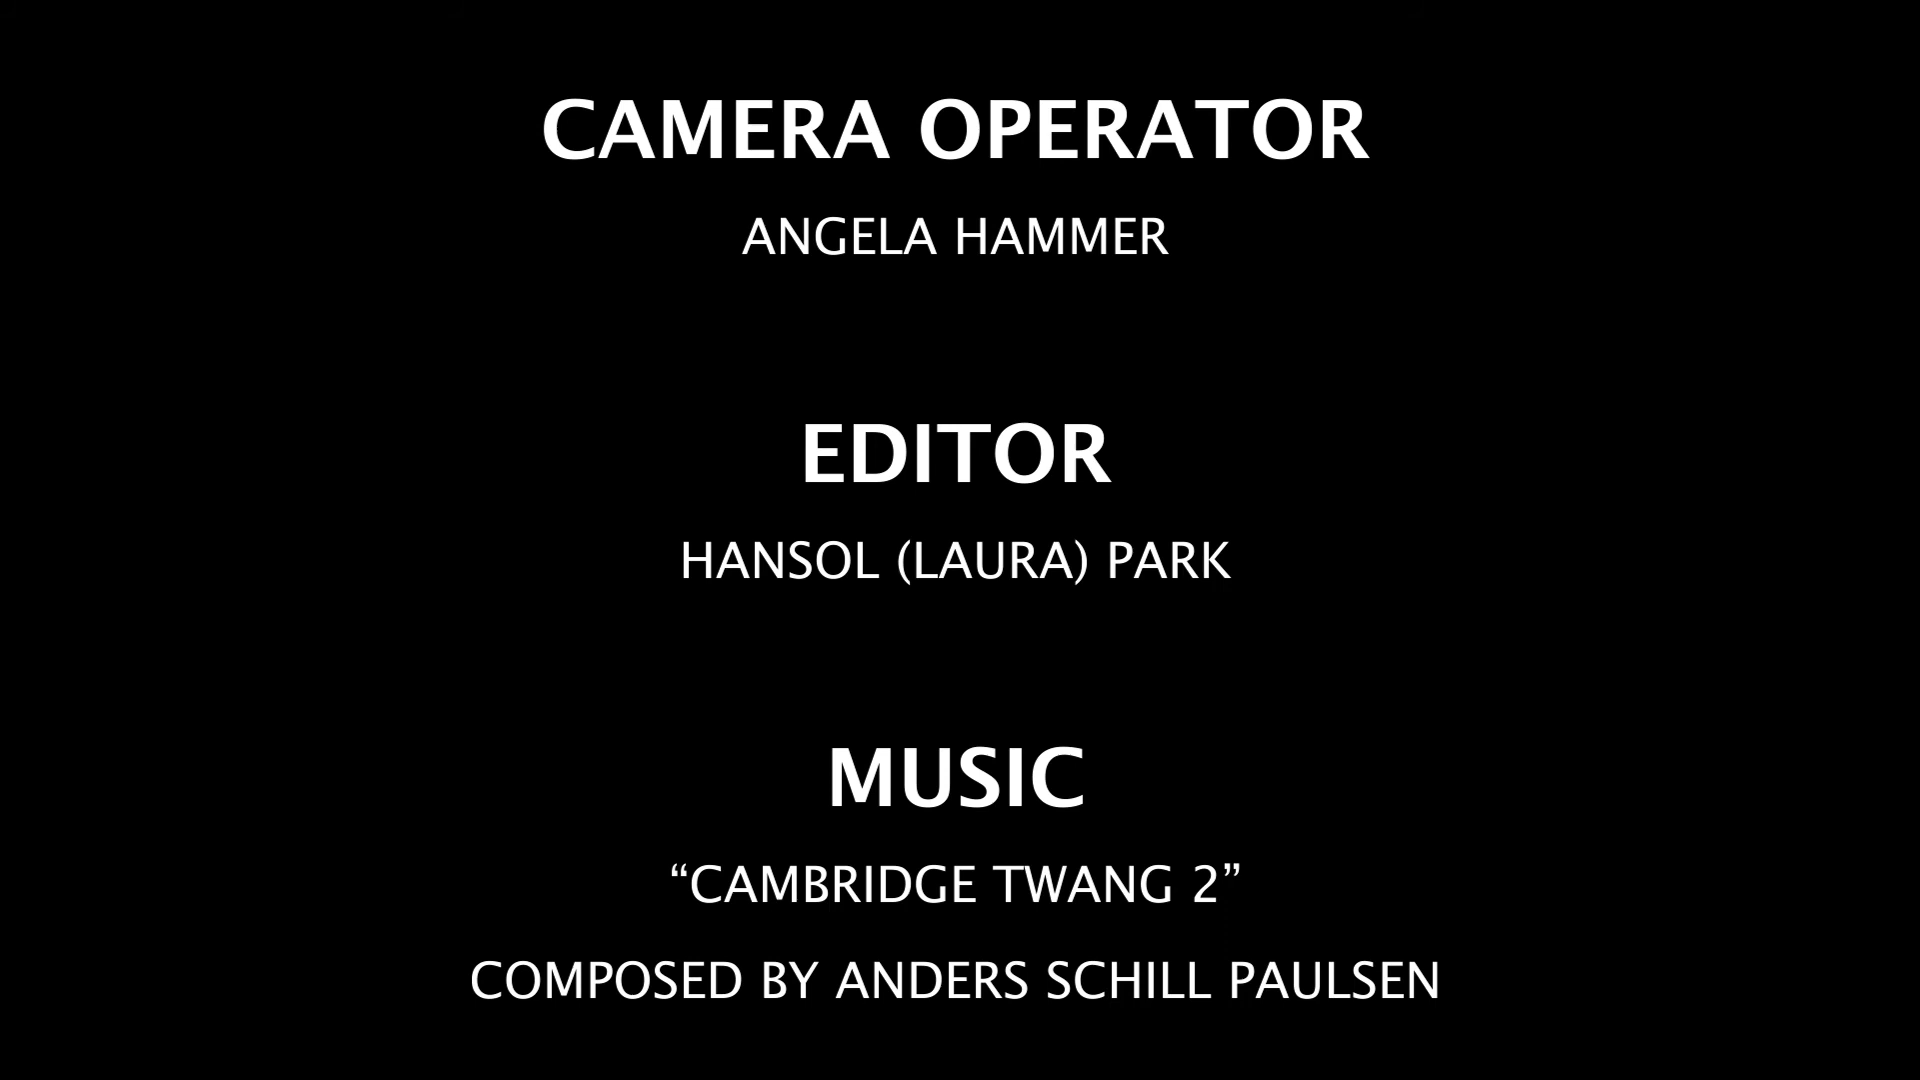 CAMERA OPERATOR
ANGELA HAMMER
EDITOR
HANSOL (LAURA) PARK
MUSIC
“CAMBRIDGE TWANG 2”
COMPOSED BY ANDERS SCHILL PAULSEN